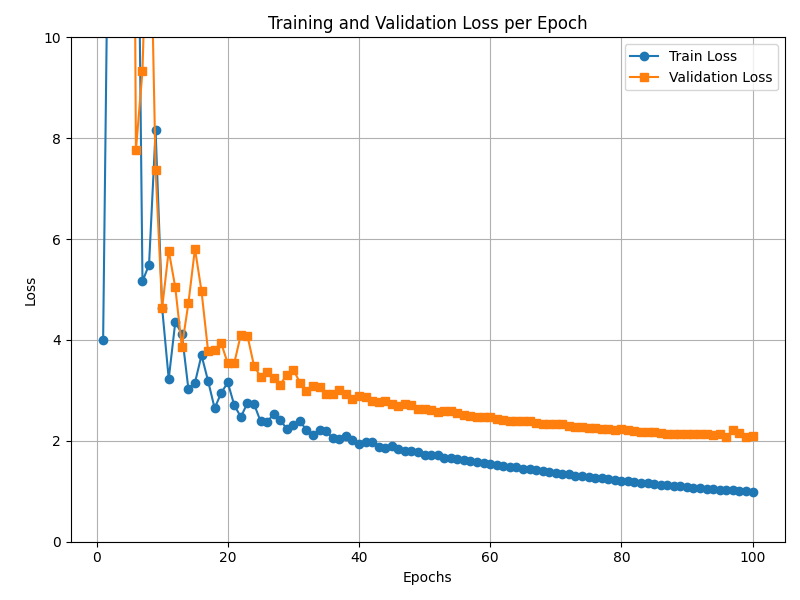 Training and Validation Loss per Epoch
Train Loss
Validation Loss
10
8
6
4
2
0
Loss
0 20 40 60 80 100
Epochs